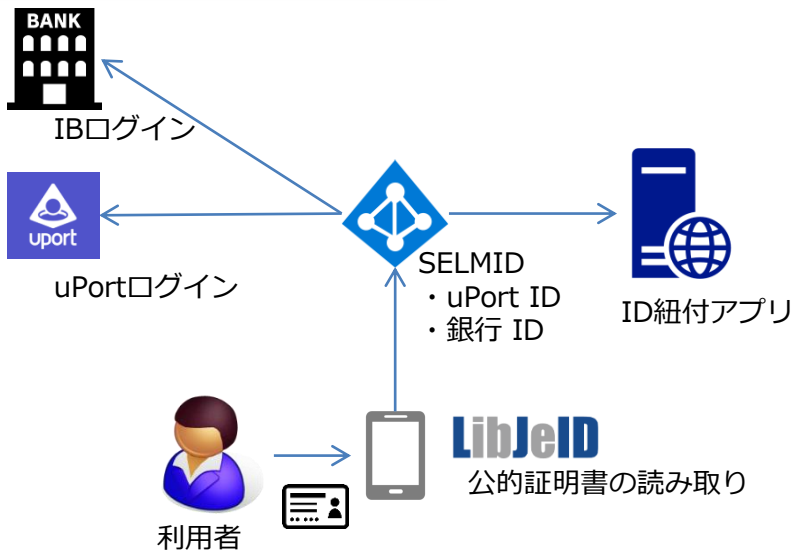 BANK
IBログイン
uport
uPortログイン
SELMID
・uPort ID
・銀行 ID
ID紐付アプリ
LibJeID
公的証明書の読み取り
利用者